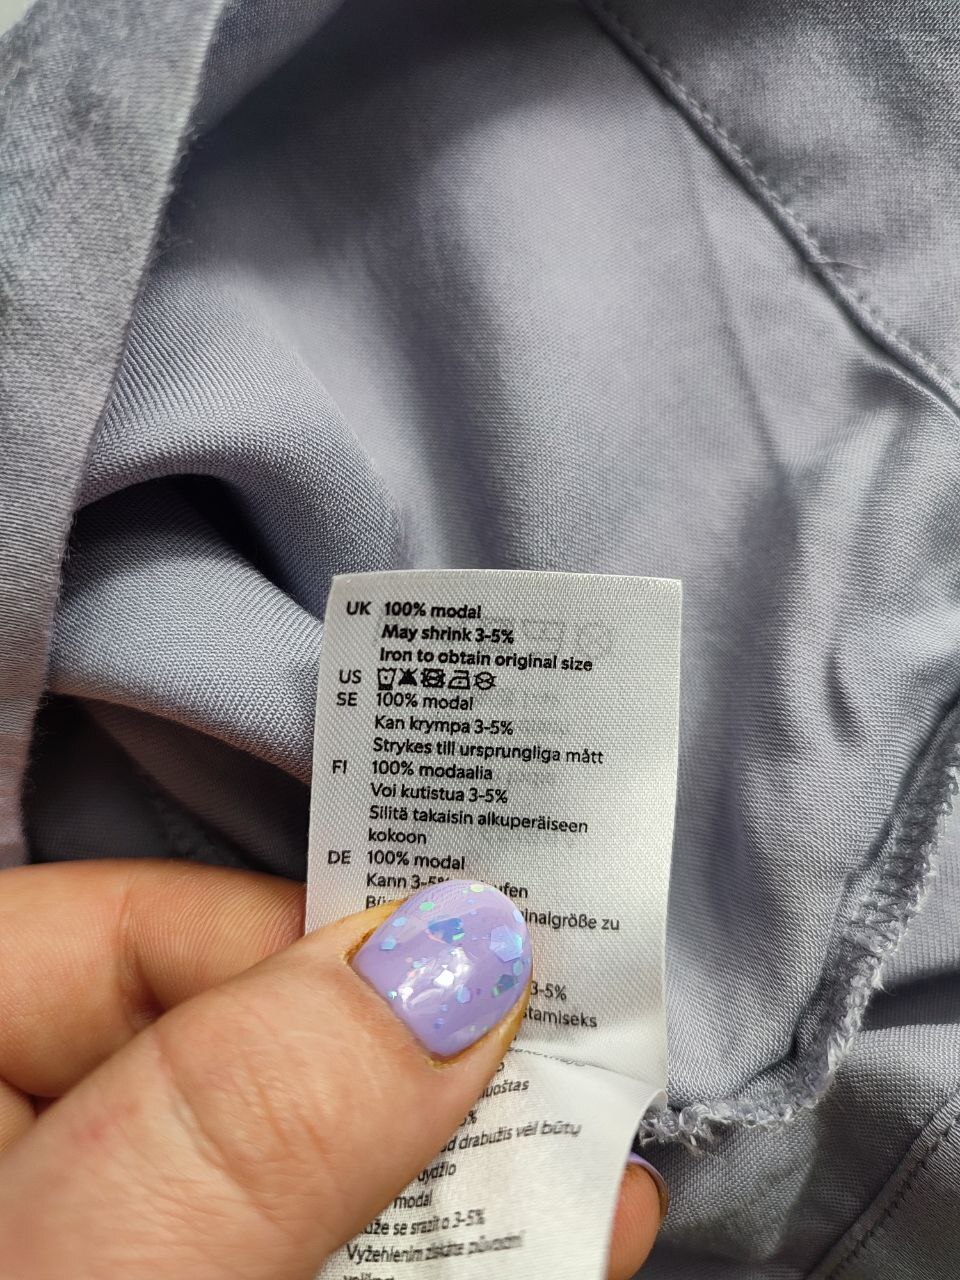 UK 100% modal
May shrink 3-5%
Iron to obtain original size
US
SE 100% modal
Kan krympa 3-5%
Strykes till ursprungliga mått
FI 100% modaalia
Voi kutistua 3-5%
Silitä takaisin alkuperäiseen
kokoon
DE 100% modal
Kann 3-5% ufen
inalgröße zu
3-5%
stamiseks
uoštas
%
d drabužis vėl būtų
dydžio
modal
že se srazit o 3-5%
Vyžehlením získáte původní